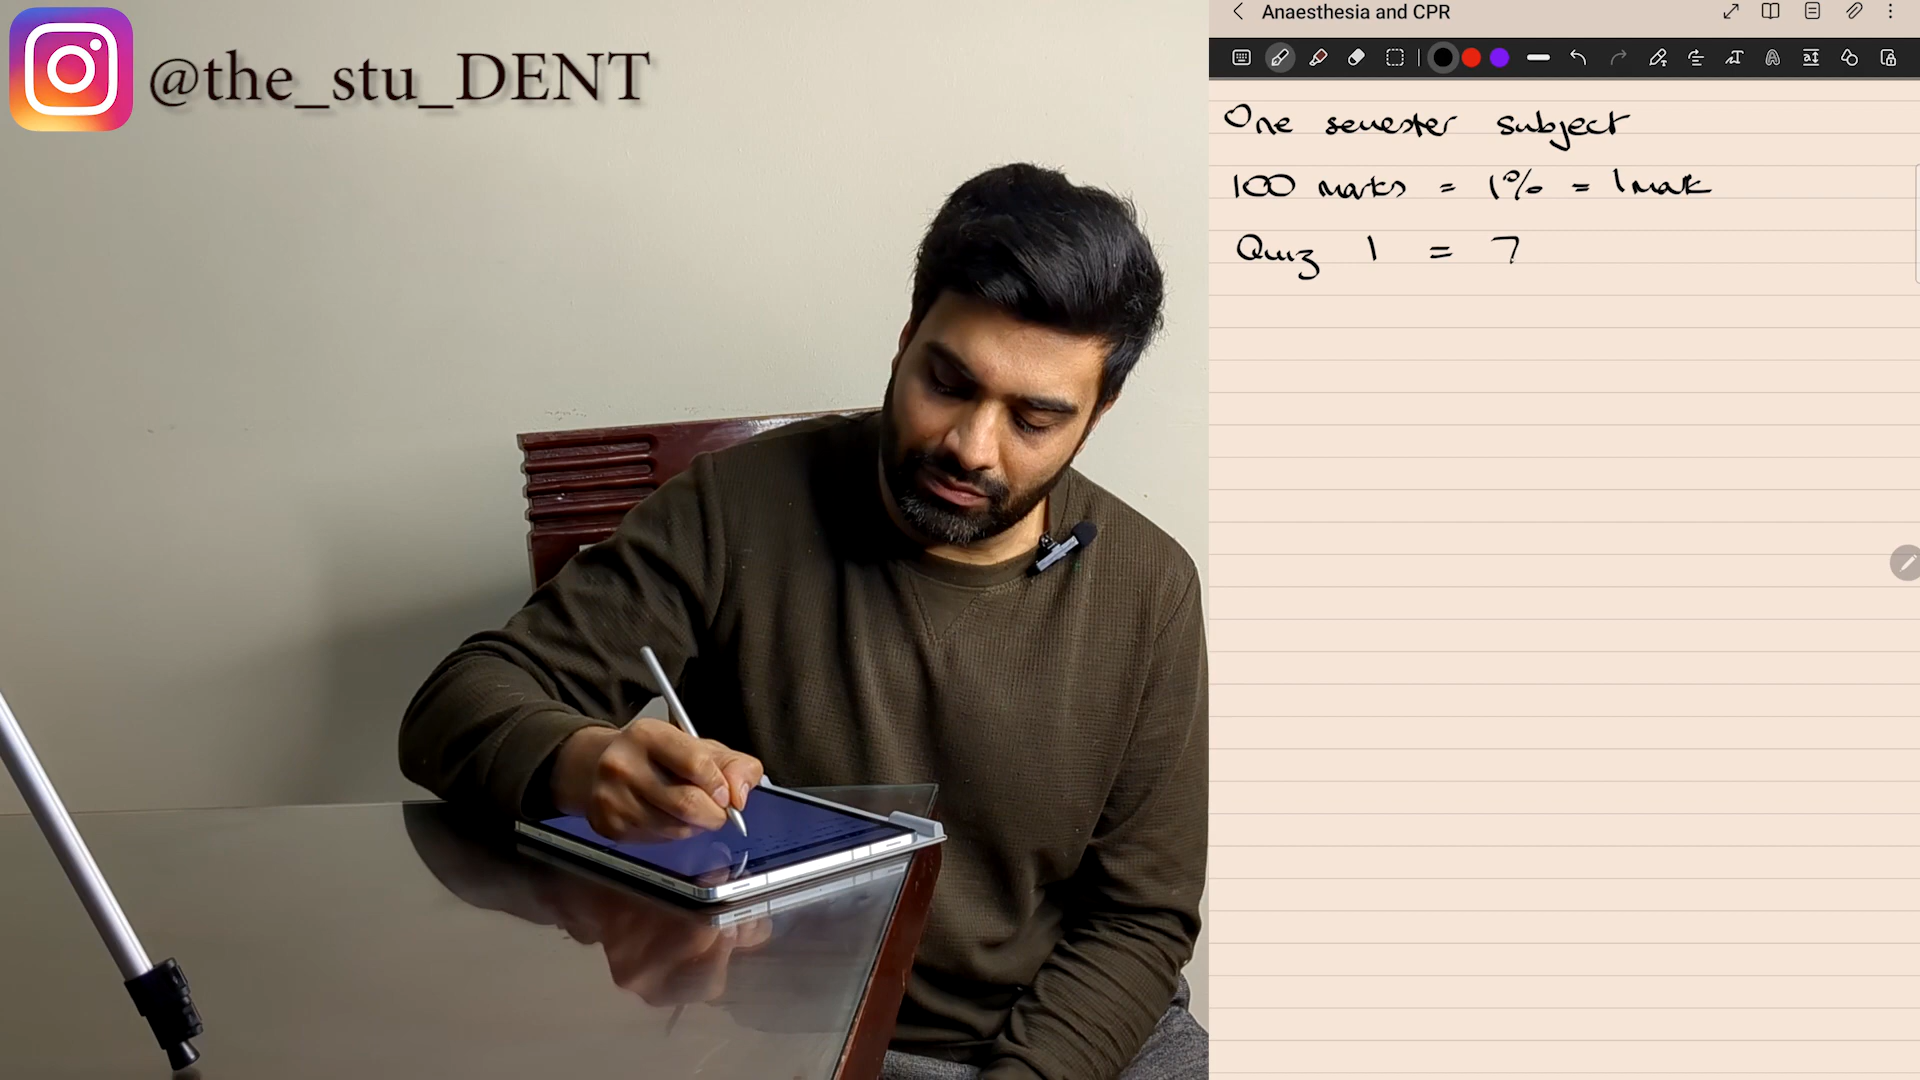 @the_stu_DENT
Anaesthesia and CPR
One semester subject
100 marks = 1% = 1 mark
Quiz 1 = 7